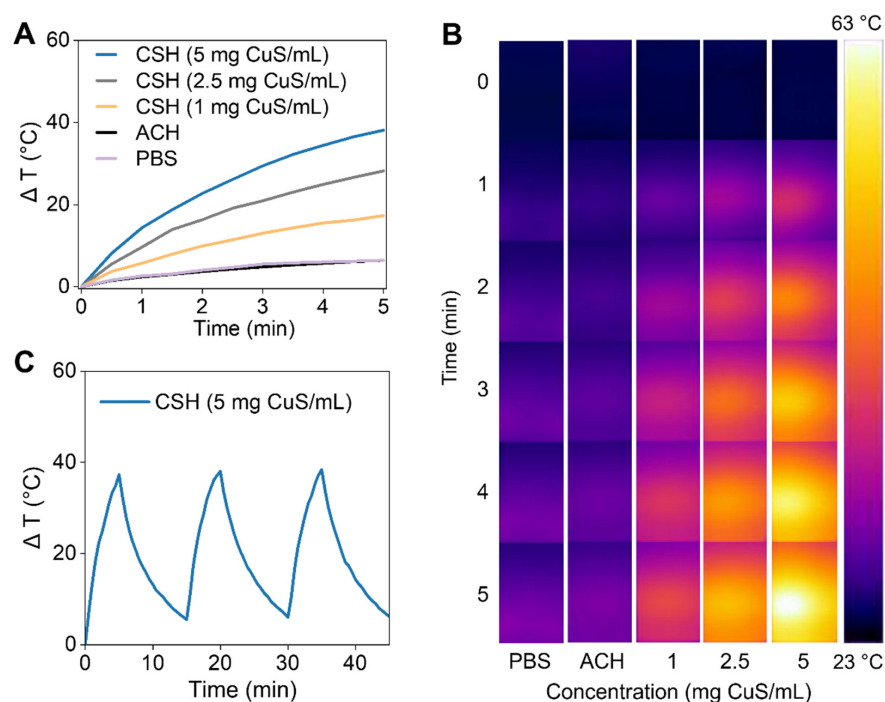 A
60
40
20
0
Δ T (°C)
CSH (5 mg CuS/mL)
CSH (2.5 mg CuS/mL)
CSH (1 mg CuS/mL)
ACH
PBS
0 1 2 3 4 5
Time (min)
B
63 °C
0
1
2
3
4
5
Time (min)
PBS ACH 1 2.5 5 23 °C
Concentration (mg CuS/mL)
C
60
40
20
0
Δ T (°C)
CSH (5 mg CuS/mL)
0 10 20 30 40
Time (min)